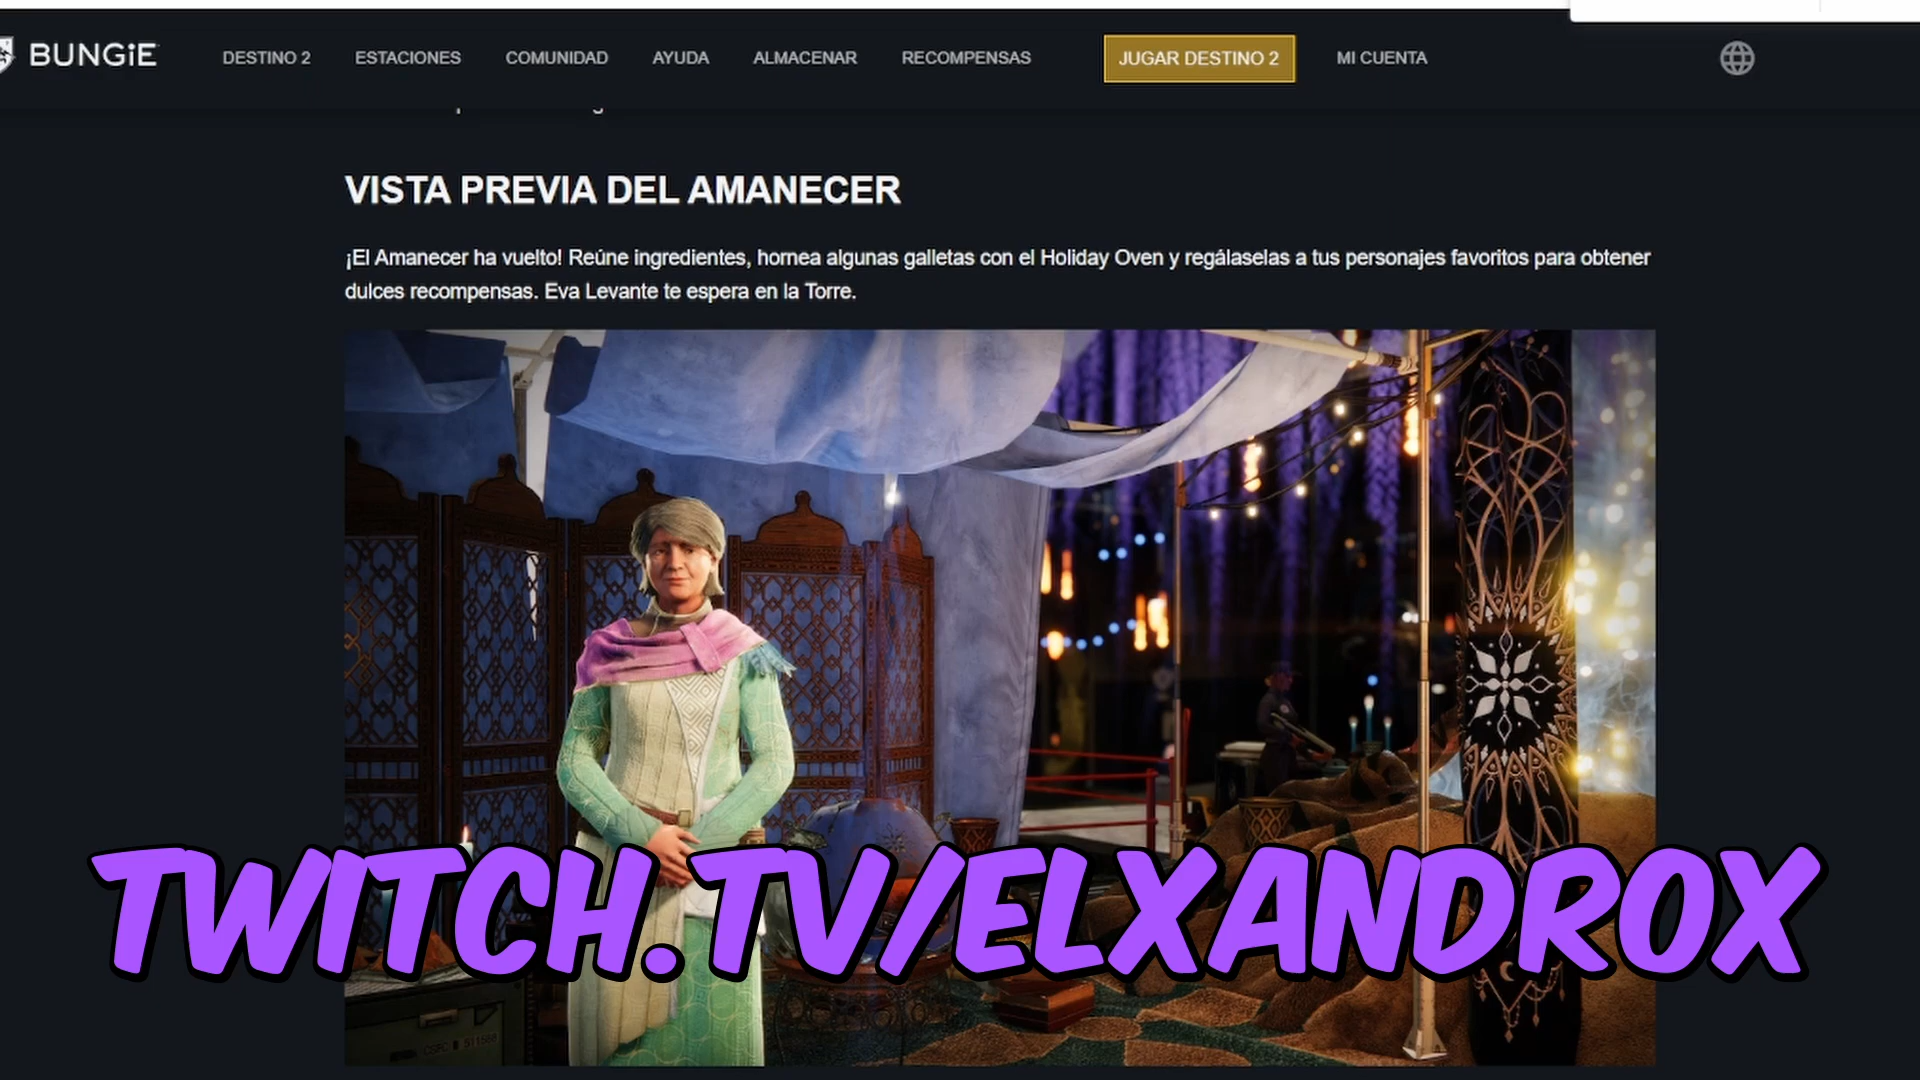 BUNGiE DESTINO 2 ESTACIONES COMUNIDAD AYUDA ALMACENAR RECOMPENSAS JUGAR DESTINO 2 MI CUENTA
VISTA PREVIA DEL AMANECER
¡El Amanecer ha vuelto! Reúne ingredientes, hornea algunas galletas con el Holiday Oven y regálaselas a tus personajes favoritos para obtener
dulces recompensas. Eva Levante te espera en la Torre.
TWITCH.TV/ELXANDROX